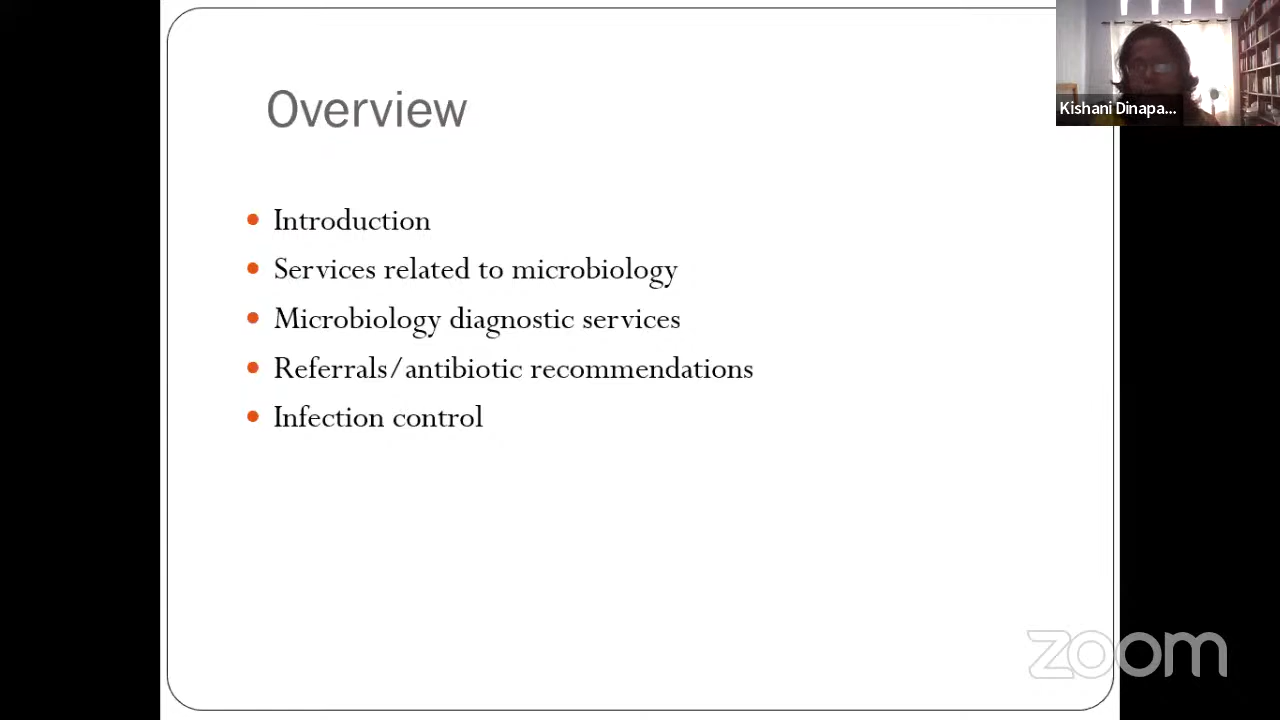 Overview
Kishani Dinapa...
Introduction
Services related to microbiology
Microbiology diagnostic services
Referrals/antibiotic recommendations
Infection control
zoom